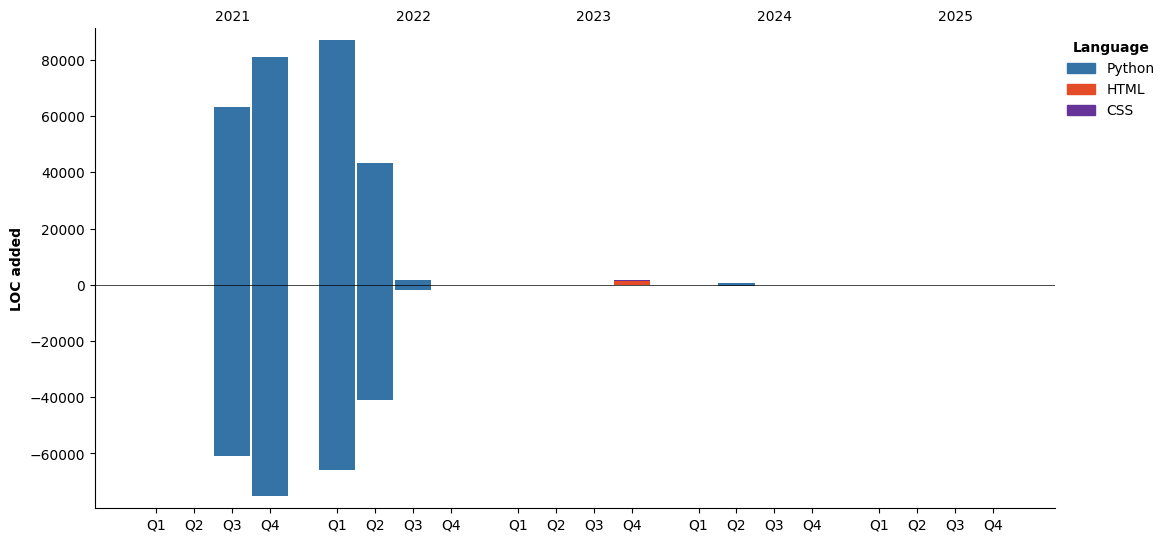 2021 2022 2023 2024 2025
Language
Python
HTML
CSS
LOC added
80000
60000
40000
20000
0
−20000
−40000
−60000
Q1 Q2 Q3 Q4 Q1 Q2 Q3 Q4 Q1 Q2 Q3 Q4 Q1 Q2 Q3 Q4 Q1 Q2 Q3 Q4